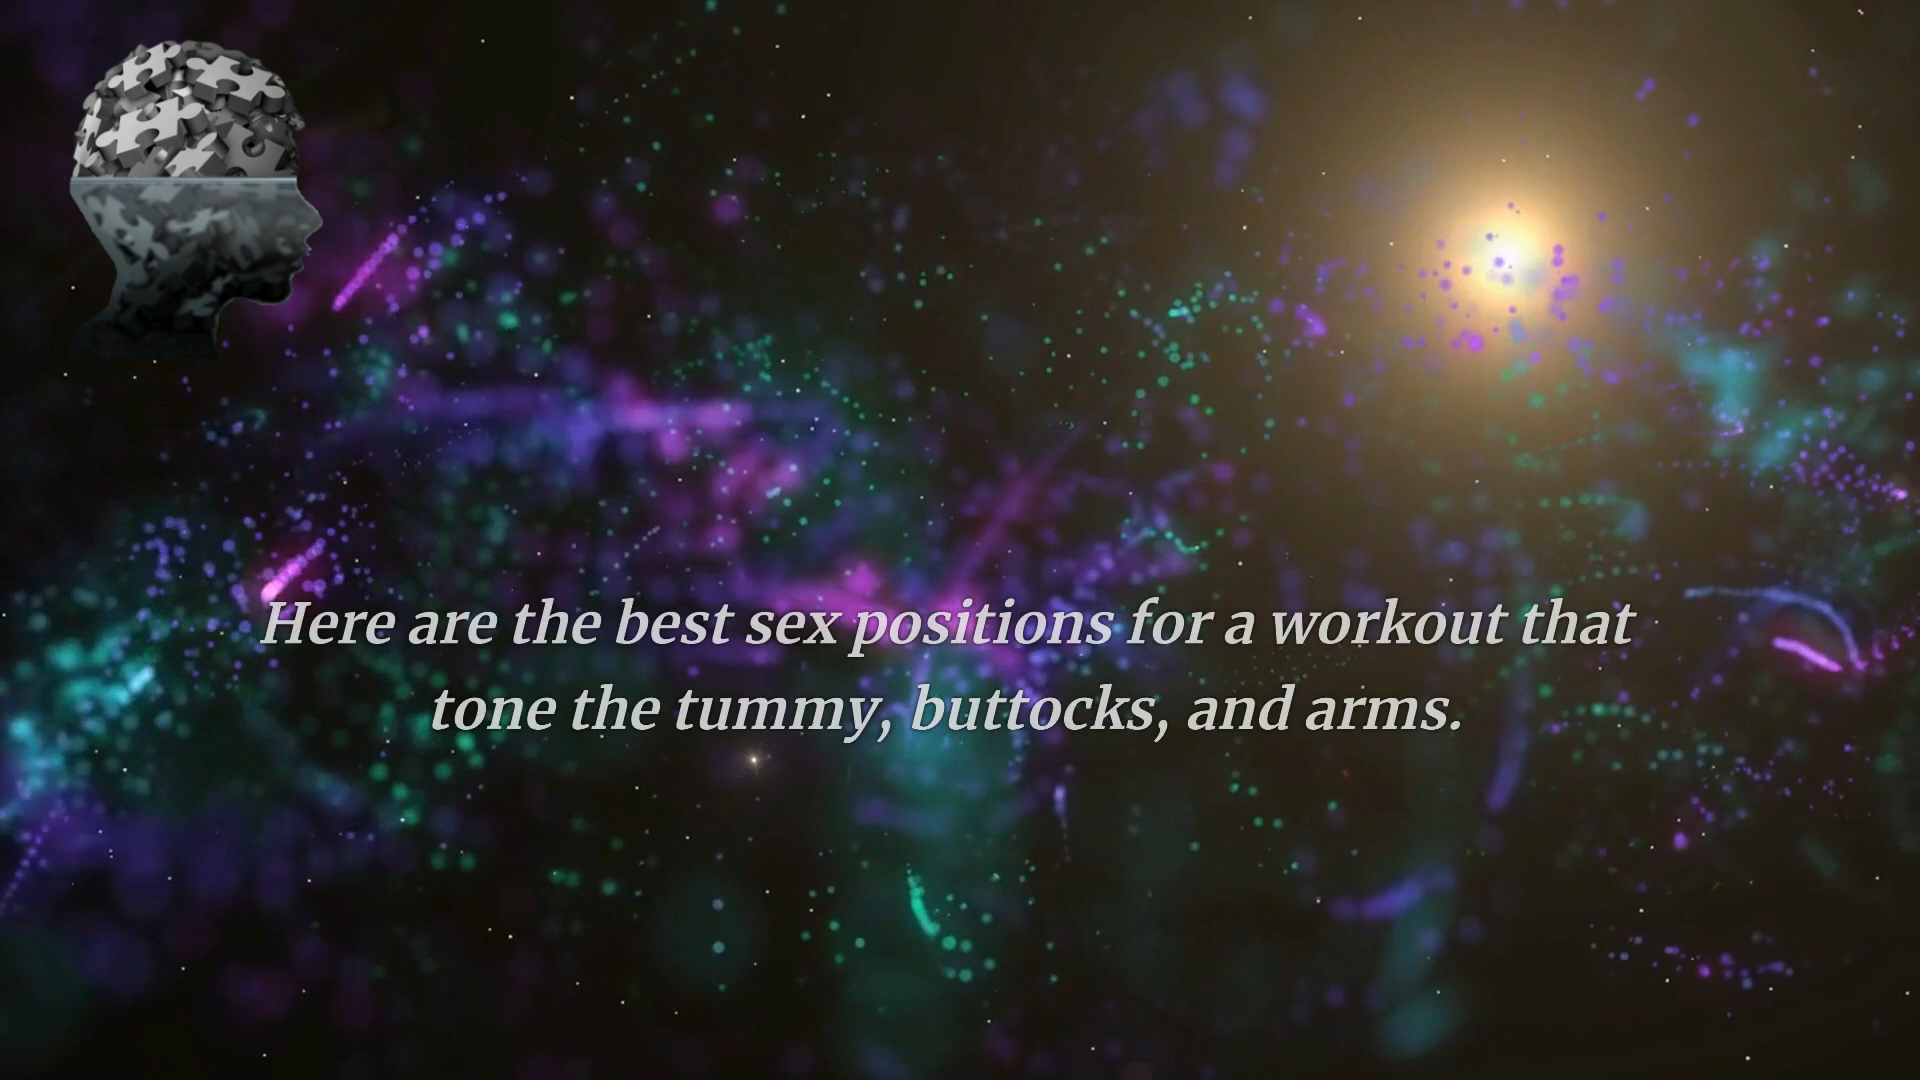 Here are the best sex positions for a workout that
tone the tummy, buttocks, and arms.